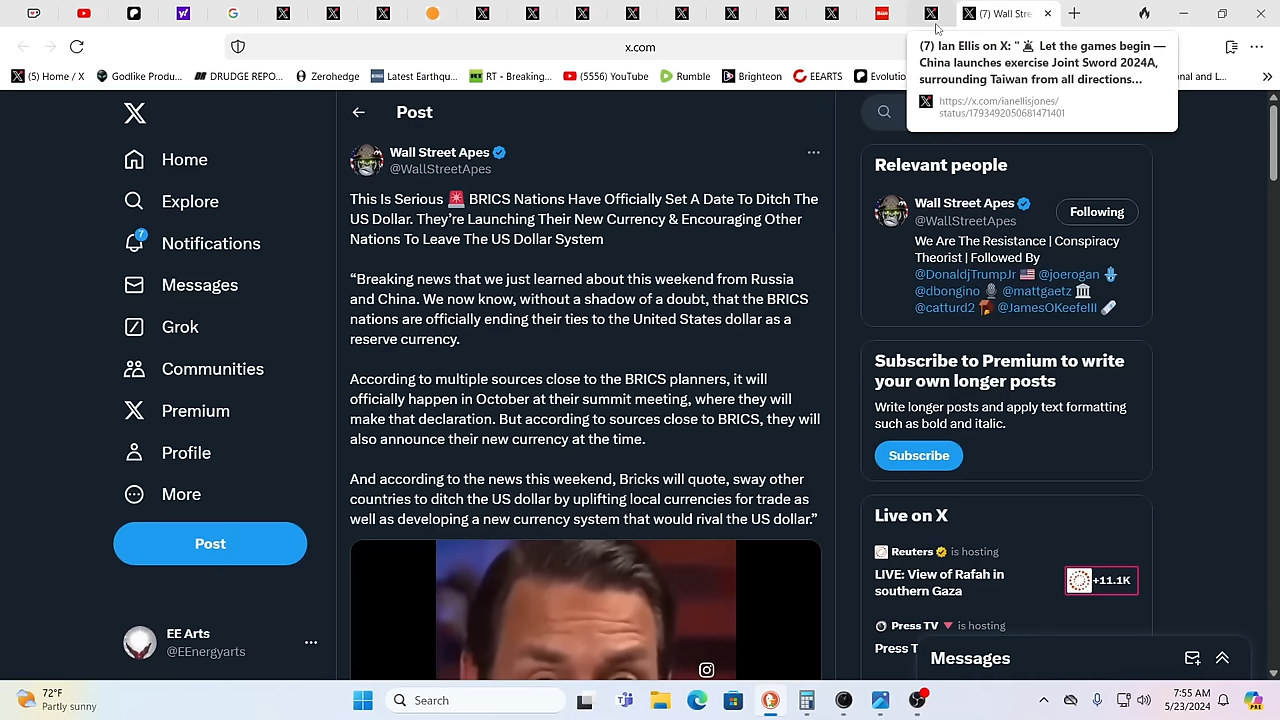 (7) Wall Stre
x.com
(7) Ian Ellis on X: " 🚨 Let the games begin —
China launches exercise Joint Sword 2024A,
surrounding Taiwan from all directions...
https://x.com/ianellisjones/
status/1793492050681471401
(5) Home / X
Godlike Produ...
DRUDGE REPO...
Zerohedge
Latest Earthqu...
RT - Breaking...
(5556) YouTube
Rumble
Brighteon
EEARTS
Evolutio
nal and L...
Post
Wall Street Apes
@WallStreetApes
This Is Serious 🚨 BRICS Nations Have Officially Set A Date To Ditch The
US Dollar. They’re Launching Their New Currency & Encouraging Other
Nations To Leave The US Dollar System
“Breaking news that we just learned about this weekend from Russia
and China. We now know, without a shadow of a doubt, that the BRICS
nations are officially ending their ties to the United States dollar as a
reserve currency.
According to multiple sources close to the BRICS planners, it will
officially happen in October at their summit meeting, where they will
make that declaration. But according to sources close to BRICS, they will
also announce their new currency at the time.
And according to the news this weekend, Bricks will quote, sway other
countries to ditch the US dollar by uplifting local currencies for trade as
well as developing a new currency system that would rival the US dollar.”
Home
Explore
7
Notifications
Messages
Grok
Communities
Premium
Profile
More
Post
EE Arts
@EEnergyarts
Relevant people
Wall Street Apes
@WallStreetApes
Following
We Are The Resistance | Conspiracy
Theorist | Followed By
@DonaldjTrumpJr 🇺🇸 @joerogan 🎙️
@dbongino 🎙️ @mattgaetz 🏛️
@catturd2 @JamesOKeefeIII
Subscribe to Premium to write
your own longer posts
Write longer posts and apply text formatting
such as bold and italic.
Subscribe
Live on X
Reuters is hosting
LIVE: View of Rafah in
southern Gaza
+11.1K
Press TV is hosting
Press T
Messages
72°F
Partly sunny
Search
7:55 AM
5/23/2024
PRE